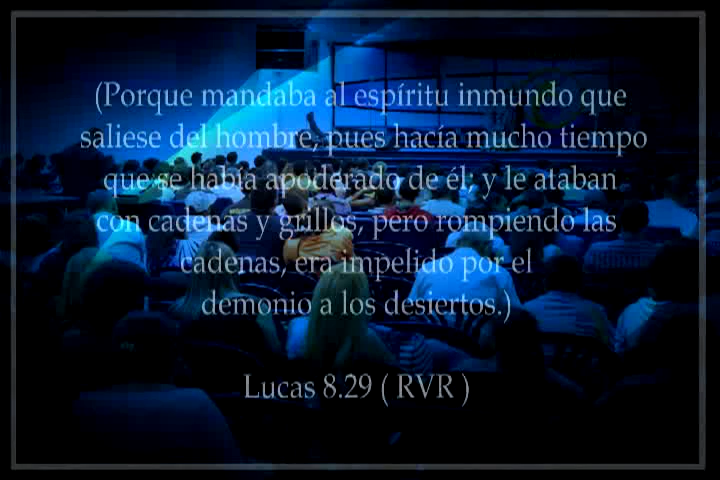 (Porque mandaba al espíritu inmundo que
saliese del hombre, pues hacía mucho tiempo
que se había apoderado de él; y le ataban
con cadenas y grillos, pero rompiendo las
cadenas, era impelido por el
demonio a los desiertos.)
Lucas 8.29 ( RVR )